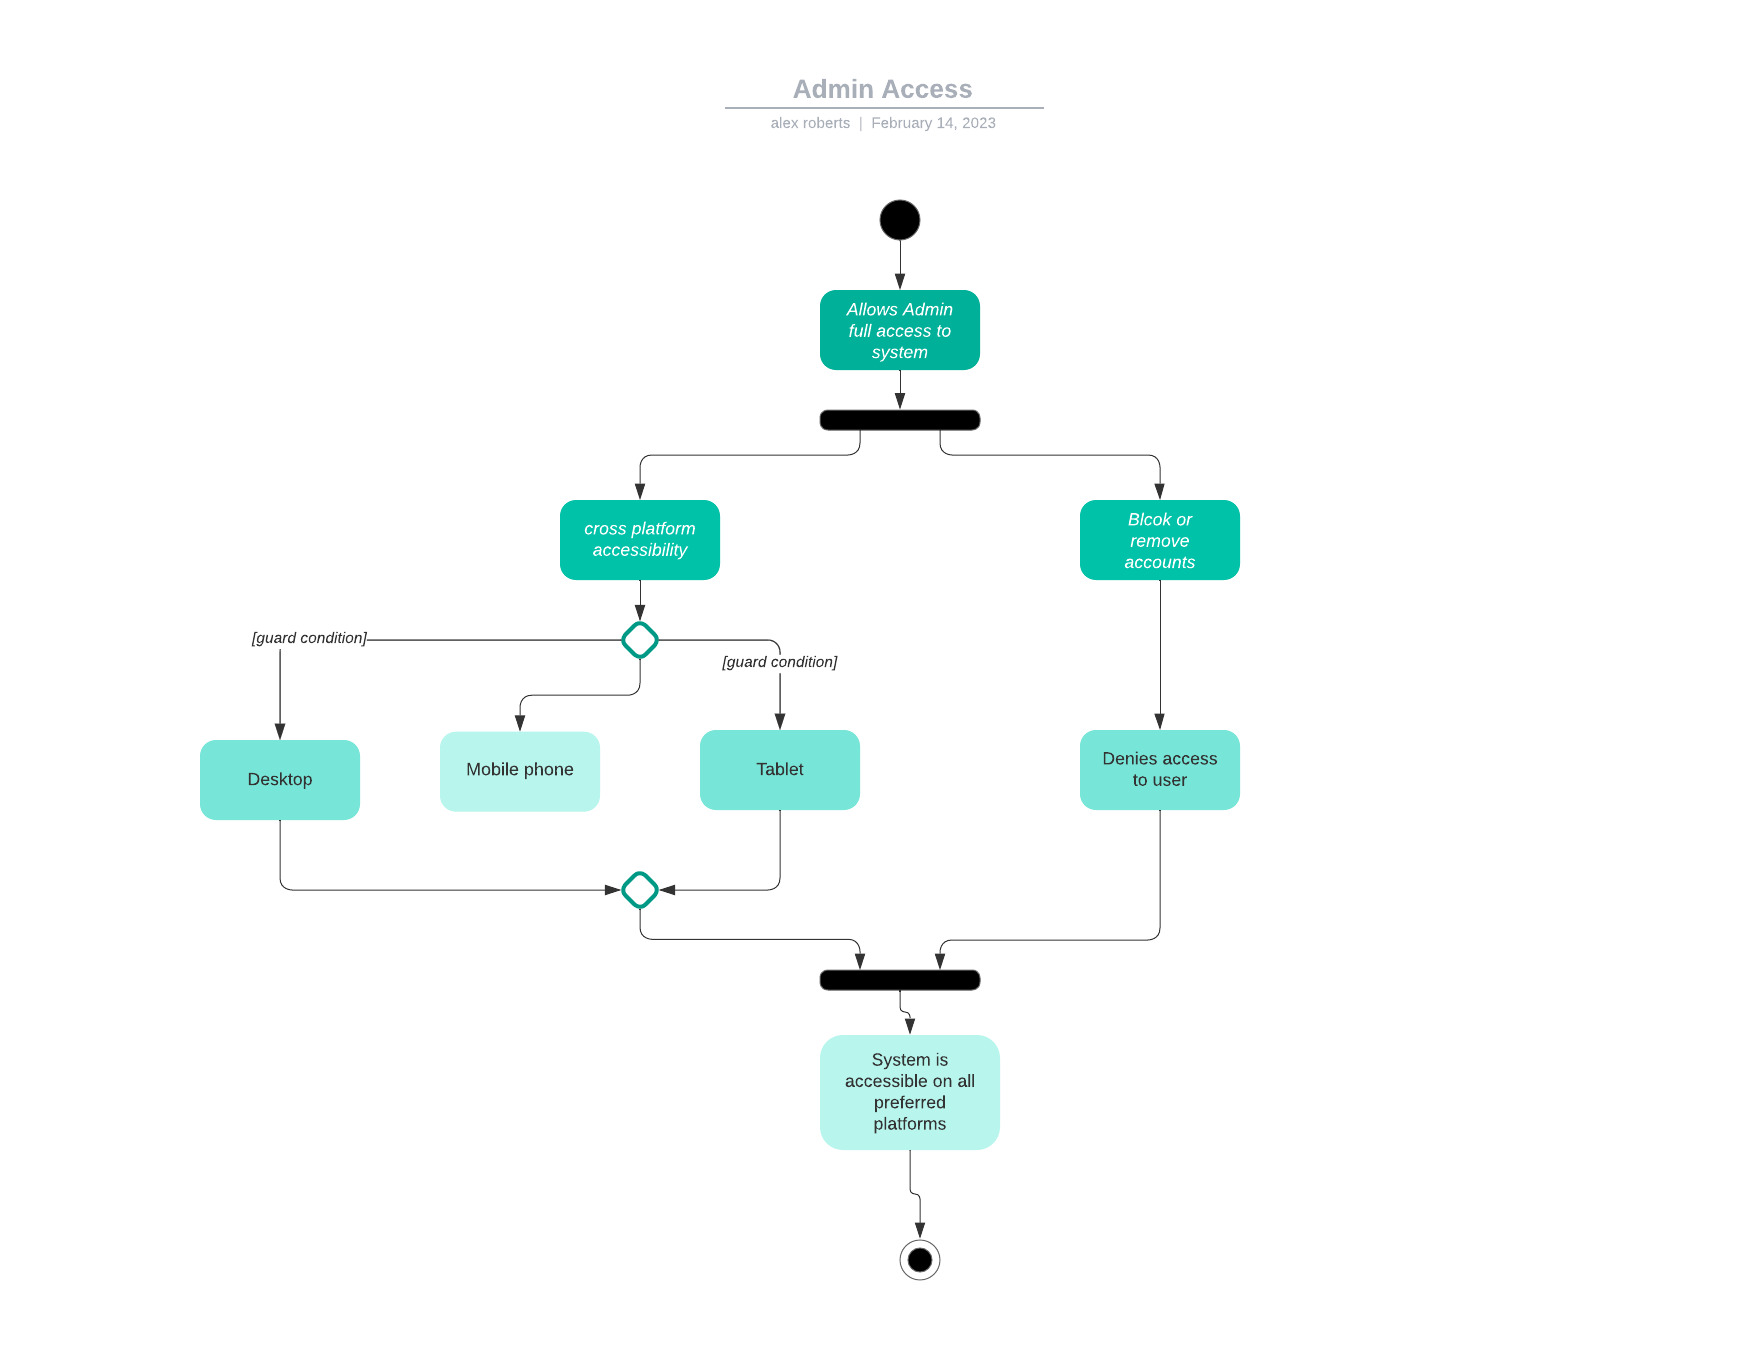 Admin Access
alex roberts | February 14, 2023
Allows Admin
full access to
system
cross platform
accessibility
Blcok or
remove
accounts
[guard condition]
[guard condition]
Desktop
Mobile phone
Tablet
Denies access
to user
System is
accessible on all
preferred
platforms